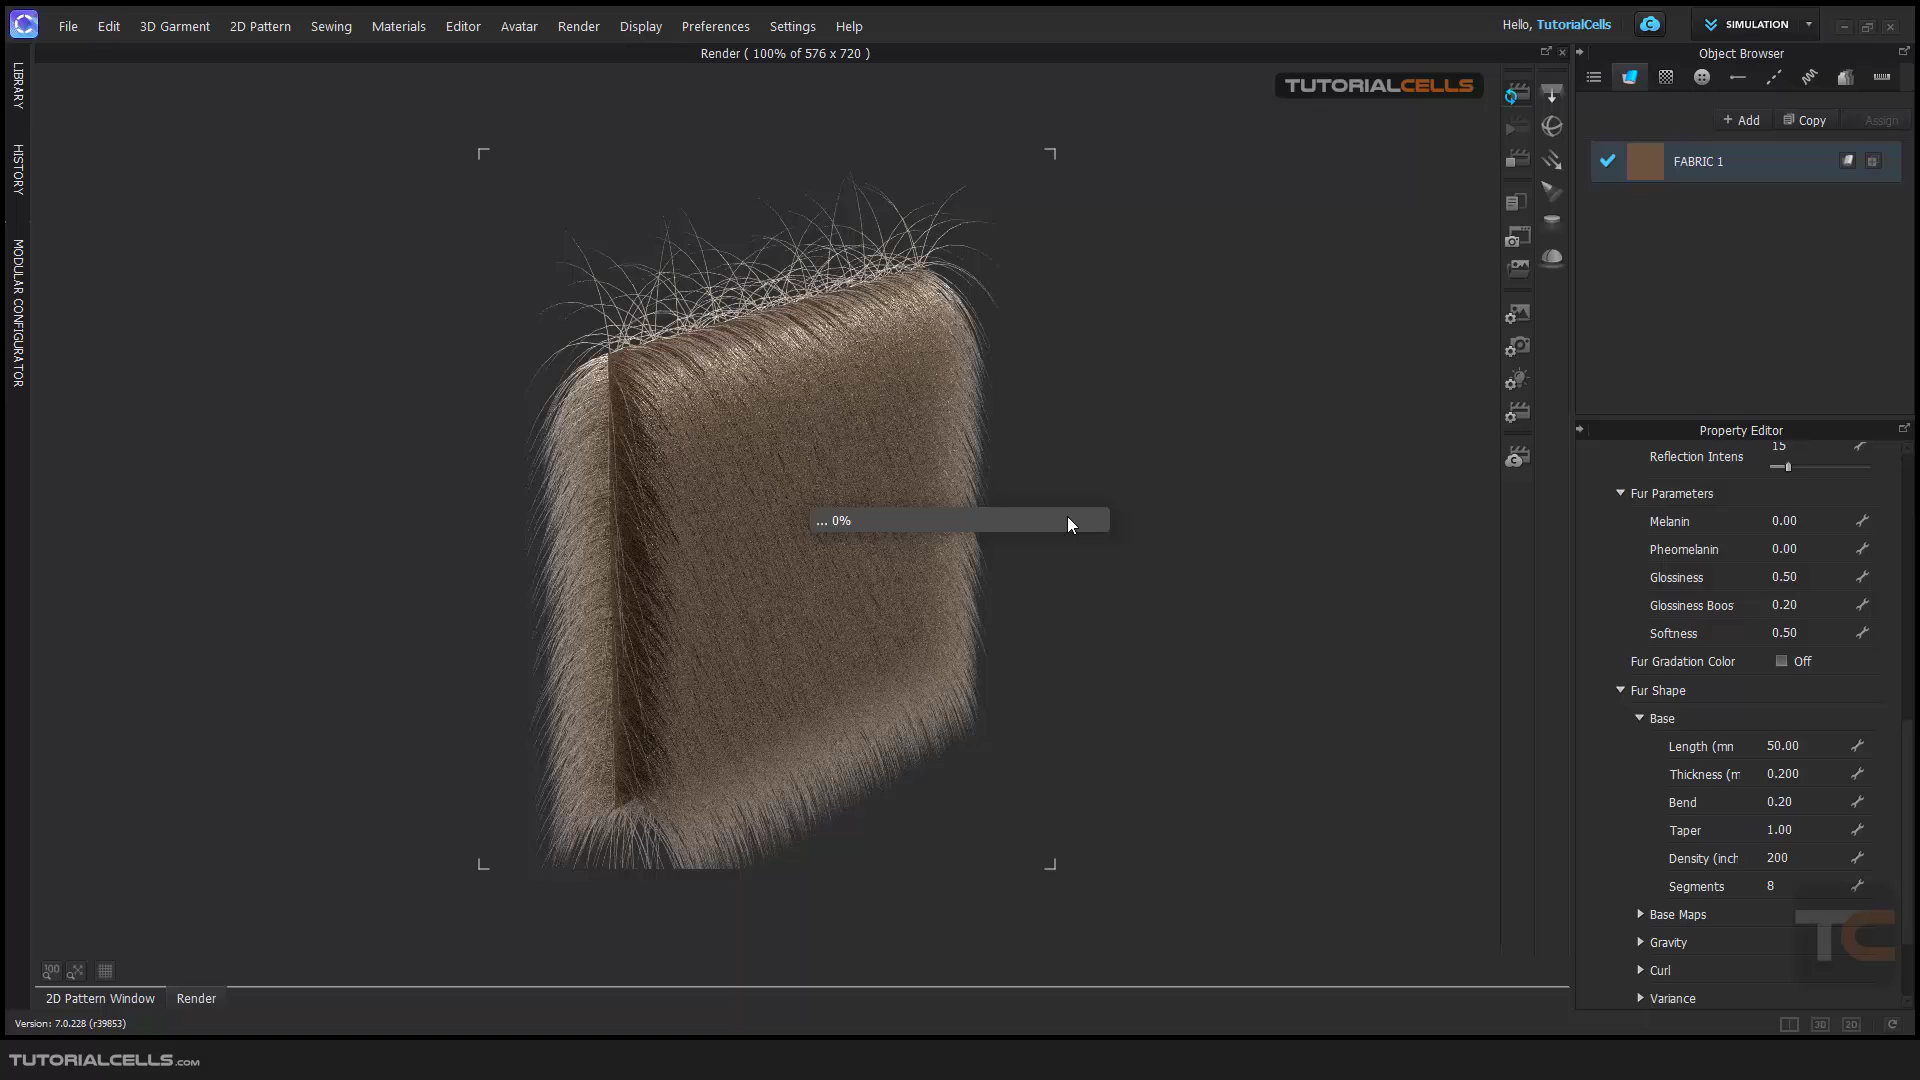 File Edit 3D Garment 2D Pattern Sewing Materials Editor Avatar Render Display Preferences Settings Help
Hello, TutorialCells
SIMULATION
Render ( 100% of 576 x 720 )
Object Browser
LIBRARY
HISTORY
MODULAR CONFIGURATOR
TUTORIALCELLS
+ Add
Copy
Assign
FABRIC 1
Property Editor
15
Reflection Intens
Fur Parameters
Melanin 0.00
Pheomelanin 0.00
Glossiness 0.50
Glossiness Boos 0.20
Softness 0.50
Fur Gradation Color Off
Fur Shape
Base
Length (mn 50.00
Thickness (m 0.200
Bend 0.20
Taper 1.00
Density (inch 200
Segments 8
Base Maps
Gravity
Curl
Variance
... 0%
TC
100
2D Pattern Window
Render
Version: 7.0.228 (r39853)
3D
2D
TUTORIALCELLS.COM